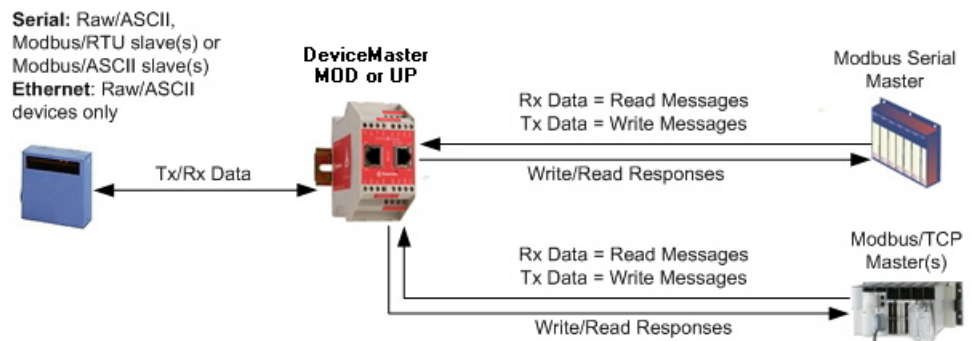 Serial: Raw/ASCII,
Modbus/RTU slave(s) or
Modbus/ASCII slave(s)
Ethernet: Raw/ASCII
devices only
DeviceMaster
MOD or UP
Modbus Serial
Master
Rx Data = Read Messages
Tx Data = Write Messages
Write/Read Responses
Tx/Rx Data
Modbus/TCP
Master(s)
Rx Data = Read Messages
Tx Data = Write Messages
Write/Read Responses